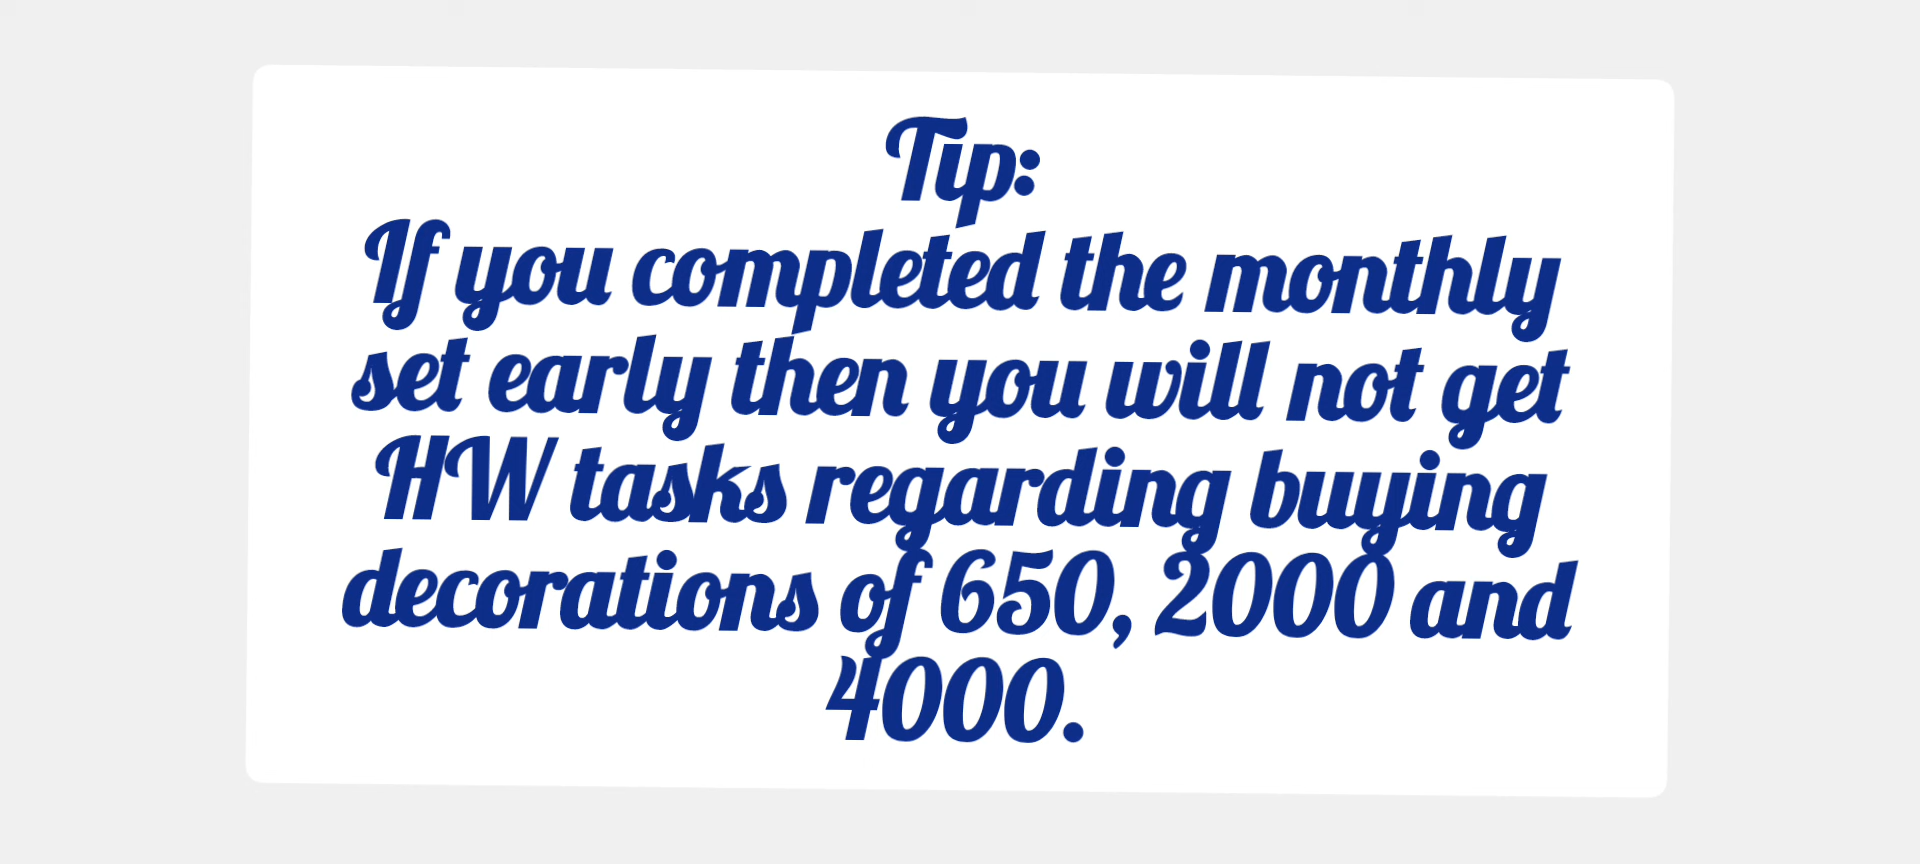 Tip:
If you completed the monthly
set early then you will not get
HW tasks regarding buying
decorations of 650, 2000 and
4000.